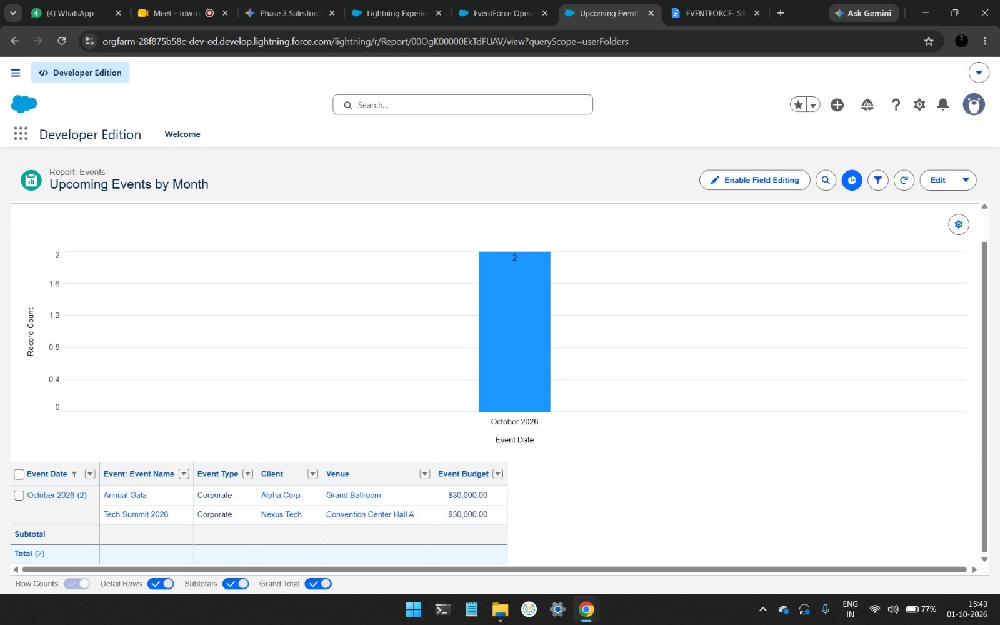 (4) WhatsApp
Meet – tdw-r
Phase 3 Salesforc
Lightning Experie
EventForce Opera
Upcoming Events
EVENTFORCE- SA
Ask Gemini
orgfarm-28f875b58c-dev-ed.develop.lightning.force.com/lightning/r/Report/00OgK00000EkTdFUAV/view?queryScope=userFolders
Developer Edition
Search...
Developer Edition
Welcome
Report: Events
Upcoming Events by Month
Enable Field Editing
Edit
2
2
1.6
1.2
0.8
0.4
0
Record Count
October 2026
Event Date
Event Date ↑ Event: Event Name Event Type Client Venue Event Budget
October 2026 (2) Annual Gala Corporate Alpha Corp Grand Ballroom $30,000.00
Tech Summit 2026 Corporate Nexus Tech Convention Center Hall A $30,000.00
Subtotal
Total (2)
Row Counts Detail Rows Subtotals Grand Total
ENG
IN
77%
15:43
01-10-2026